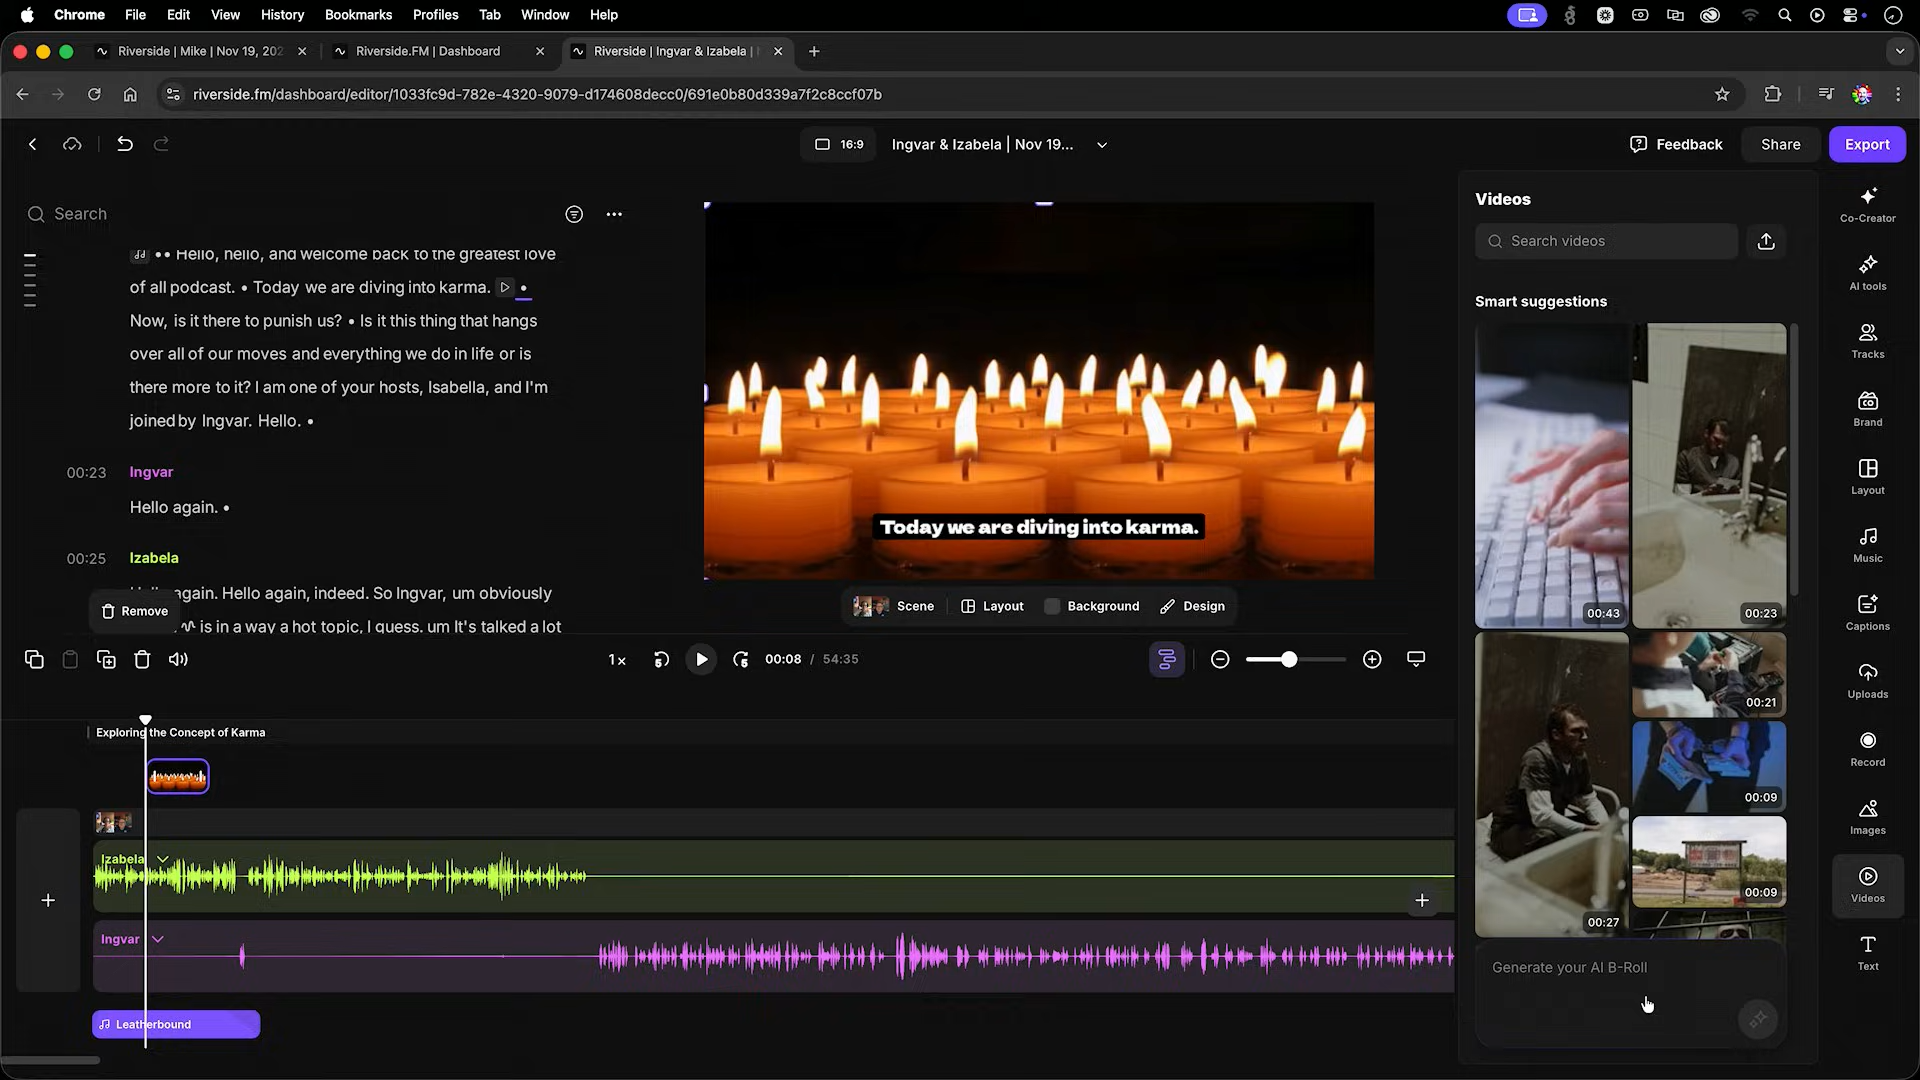 Chrome File Edit View History Bookmarks Profiles Tab Window Help
Riverside | Mike | Nov 19, 202
Riverside.FM | Dashboard
Riverside | Ingvar & Izabela |
riverside.fm/dashboard/editor/1033fc9d-782e-4320-9079-d174608decc0/691e0b80d339a7f2c8ccf07b
16:9
Ingvar & Izabela | Nov 19...
Feedback
Share
Export
Search
•• Hello, hello, and welcome back to the greatest love
of all podcast. • Today we are diving into karma. •
Now, is it there to punish us? • Is it this thing that hangs
over all of our moves and everything we do in life or is
there more to it? I am one of your hosts, Isabella, and I'm
joined by Ingvar. Hello. •
00:23 Ingvar
Hello again. •
00:25 Izabela
again. Hello again, indeed. So Ingvar, um obviously
is in a way a hot topic, I guess. um It's talked a lot
Remove
Today we are diving into karma.
Scene
Layout
Background
Design
1x
00:08 / 54:35
Exploring the Concept of Karma
Izabela
Ingvar
Leatherbound
Videos
Search videos
Smart suggestions
00:43
00:23
00:21
00:09
00:09
00:27
Generate your AI B-Roll
Co-Creator
AI tools
Tracks
Brand
Layout
Music
Captions
Uploads
Record
Images
Videos
Text